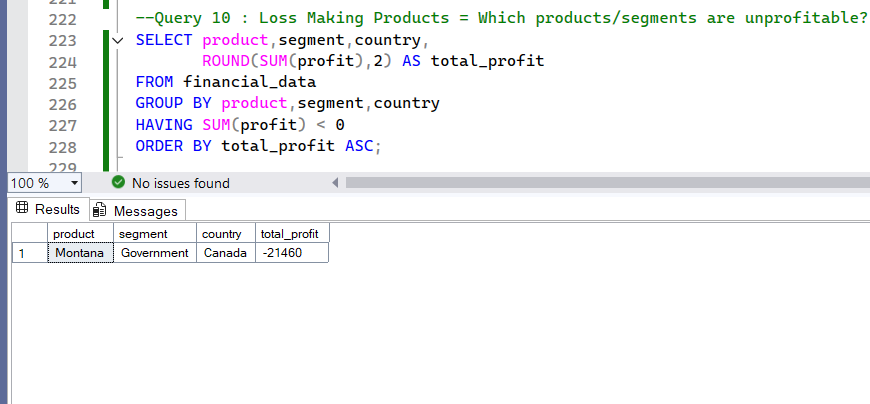 221
222 --Query 10 : Loss Making Products = Which products/segments are unprofitable?
223 SELECT product,segment,country,
224 ROUND(SUM(profit),2) AS total_profit
225 FROM financial_data
226 GROUP BY product,segment,country
227 HAVING SUM(profit) < 0
228 ORDER BY total_profit ASC;
229
100 % No issues found
Results Messages
product segment country total_profit
1 Montana Government Canada -21460